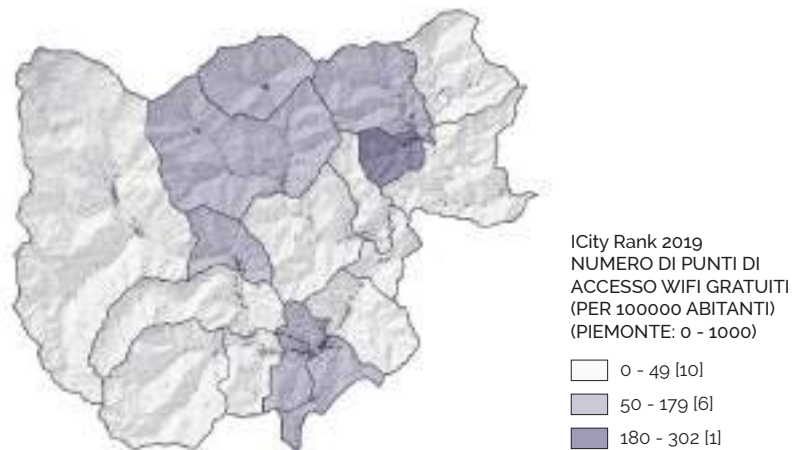 ICity Rank 2019
NUMERO DI PUNTI DI
ACCESSO WIFI GRATUITI
(PER 100000 ABITANTI)
(PIEMONTE: 0 - 1000)
0 - 49 [10]
50 - 179 [6]
180 - 302 [1]